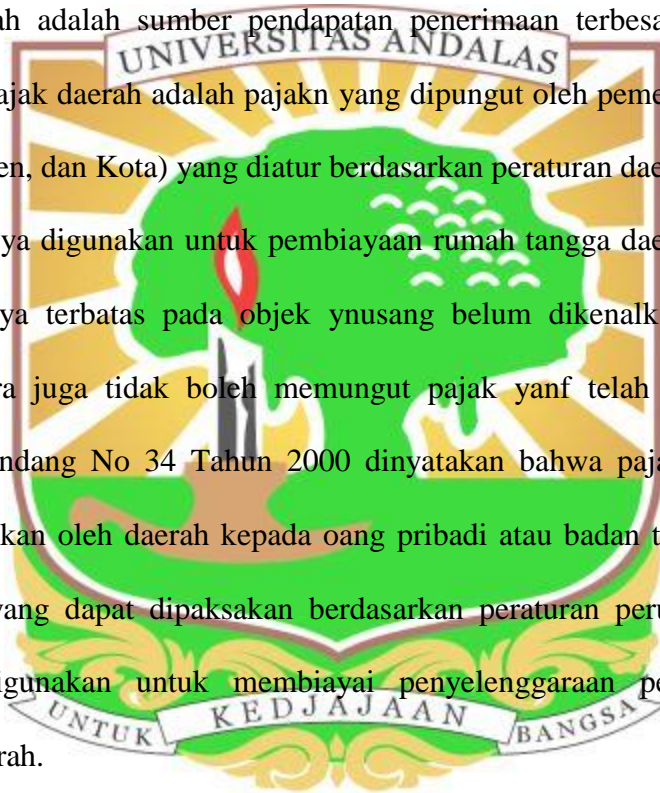 ah adalah sumber pendapatan penerimaan terbesa
UNIVERSITAS ANDALAS
ajak daerah adalah pajakn yang dipungut oleh peme
en, dan Kota) yang diatur berdasarkan peraturan dae
ya digunakan untuk pembiayaan rumah tangga dae
ya terbatas pada objek ynusang belum dikenalk
ra juga tidak boleh memungut pajak yanf telah
ndang No 34 Tahun 2000 dinyatakan bahwa paja
kan oleh daerah kepada oang pribadi atau badan t
yang dapat dipaksakan berdasarkan peraturan peru
igunakan untuk membiayai penyelenggaraan pe
UNTUK KEDJAJAAN BANGSA
rah.